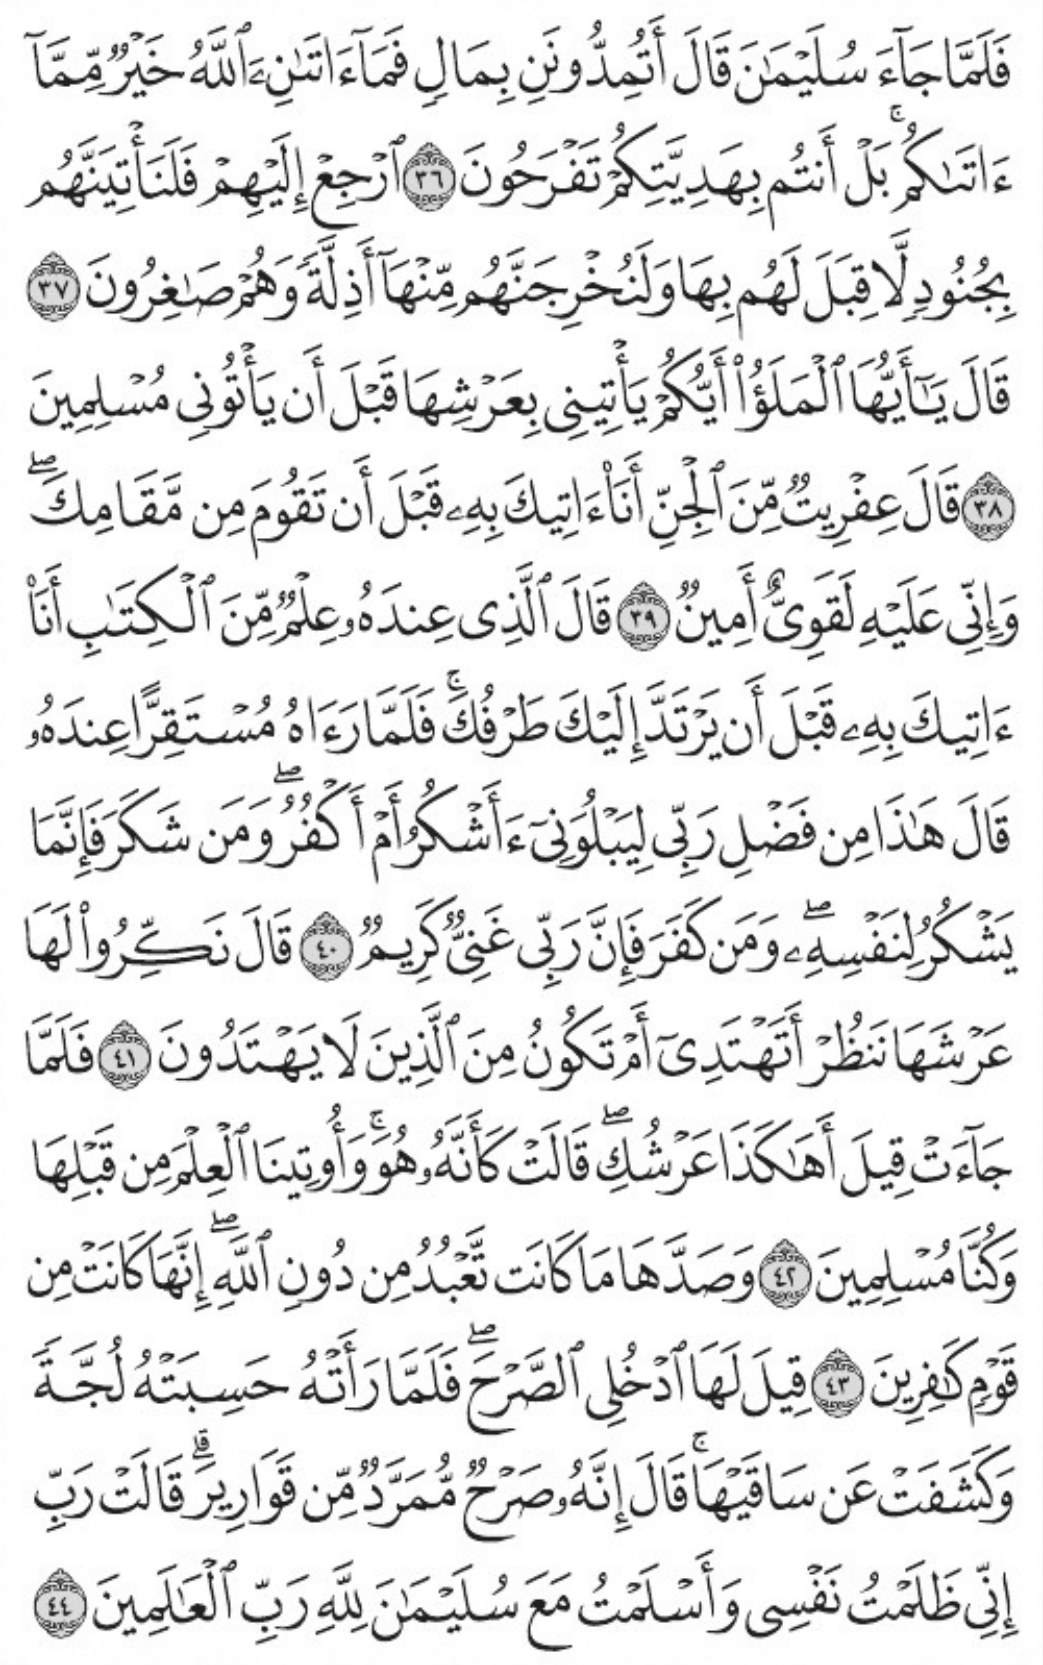 فَلَمَّا جَآءَ سُلَيْمَٰنَ قَالَ أَتُمِدُّونَنِ بِمَالٍ فَمَآ ءَاتَىٰنِۦَ ٱللَّهُ خَيْرٌ مِّمَّآ
ءَاتَىٰكُمۚ بَلْ أَنتُم بِهَدِيَّتِكُمْ تَفْرَحُونَ ٣٦ ٱرْجِعْ إِلَيْهِمْ فَلَنَأْتِيَنَّهُم
بِجُنُودٍ لَّا قِبَلَ لَهُم بِهَا وَلَنُخْرِجَنَّهُم مِّنْهَآ أَذِلَّةً وَهُمْ صَٰغِرُونَ ٣٧
قَالَ يَٰٓأَيُّهَا ٱلْمَلَؤُا۟ أَيُّكُمْ يَأْتِينِى بِعَرْشِهَا قَبْلَ أَن يَأْتُونِى مُسْلِمِينَ
٣٨ قَالَ عِفْرِيتٌ مِّنَ ٱلْجِنِّ أَنَا۠ ءَاتِيكَ بِهِۦ قَبْلَ أَن تَقُومَ مِن مَّقَامِكَۖ
وَإِنِّى عَلَيْهِ لَقَوِىٌّ أَمِينٌ ٣٩ قَالَ ٱلَّذِى عِندَهُۥ عِلْمٌ مِّنَ ٱلْكِتَٰبِ أَنَا۠
ءَاتِيكَ بِهِۦ قَبْلَ أَن يَرْتَدَّ إِلَيْكَ طَرْفُكَۚ فَلَمَّا رَءَاهُ مُسْتَقِرًّا عِندَهُۥ
قَالَ هَٰذَا مِن فَضْلِ رَبِّى لِيَبْلُوَنِىٓ ءَأَشْكُرُ أَمْ أَكْفُرُۖ وَمَن شَكَرَ فَإِنَّمَا
يَشْكُرُ لِنَفْسِهِۦۖ وَمَن كَفَرَ فَإِنَّ رَبِّى غَنِىٌّ كَرِيمٌ ٤٠ قَالَ نَكِّرُوا۟ لَهَا
عَرْشَهَا نَنظُرْ أَتَهْتَدِىٓ أَمْ تَكُونُ مِنَ ٱلَّذِينَ لَا يَهْتَدُونَ ٤١ فَلَمَّا
جَآءَتْ قِيلَ أَهَٰكَذَا عَرْشُكِۖ قَالَتْ كَأَنَّهُۥ هُوَۚ وَأُوتِينَا ٱلْعِلْمَ مِن قَبْلِهَا
وَكُنَّا مُسْلِمِينَ ٤٢ وَصَدَّهَا مَا كَانَت تَّعْبُدُ مِن دُونِ ٱللَّهِۖ إِنَّهَا كَانَتْ مِن
قَوْمٍ كَٰفِرِينَ ٤٣ قِيلَ لَهَا ٱدْخُلِى ٱلصَّرْحَۖ فَلَمَّا رَأَتْهُ حَسِبَتْهُ لُجَّةً
وَكَشَفَتْ عَن سَاقَيْهَاۚ قَالَ إِنَّهُۥ صَرْحٌ مُّمَرَّدٌ مِّن قَوَارِيرَۗ قَالَتْ رَبِّ
إِنِّى ظَلَمْتُ نَفْسِى وَأَسْلَمْتُ مَعَ سُلَيْمَٰنَ لِلَّهِ رَبِّ ٱلْعَٰلَمِينَ ٤٤